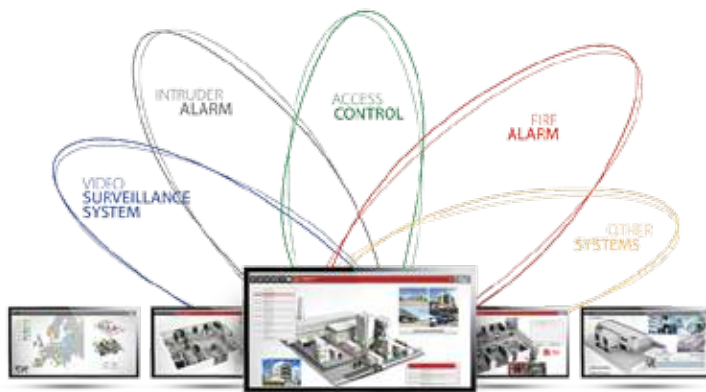 VIDEO
SURVEILLANCE
SYSTEM
INTRUDER
ALARM
ACCESS
CONTROL
FIRE
ALARM
OTHER
SYSTEMS